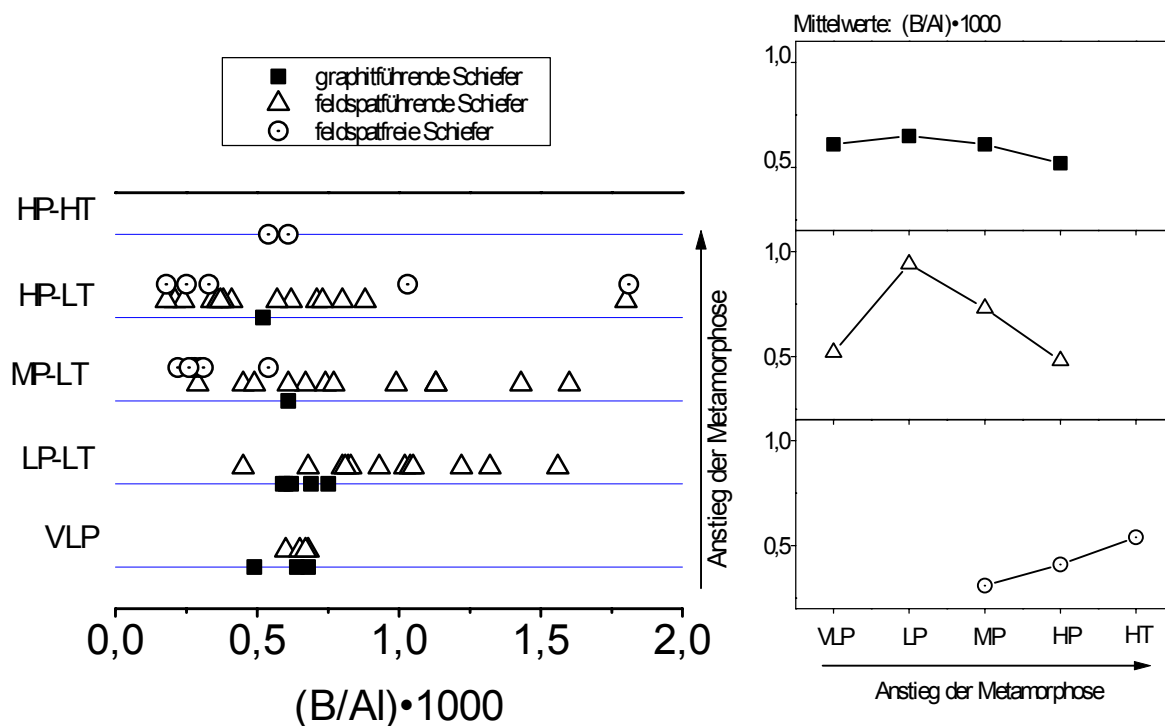 graphitführende Schiefer
feldspatführende Schiefer
feldspatfreie Schiefer
HP-HT
HP-LT
MP-LT
LP-LT
VLP
0,0 0,5 1,0 1,5 2,0
(B/Al)•1000
Anstieg der Metamorphose
Mittelwerte: (B/Al)•1000
1,0
0,5
1,0
0,5
1,0
0,5
VLP LP MP HP HT
Anstieg der Metamorphose